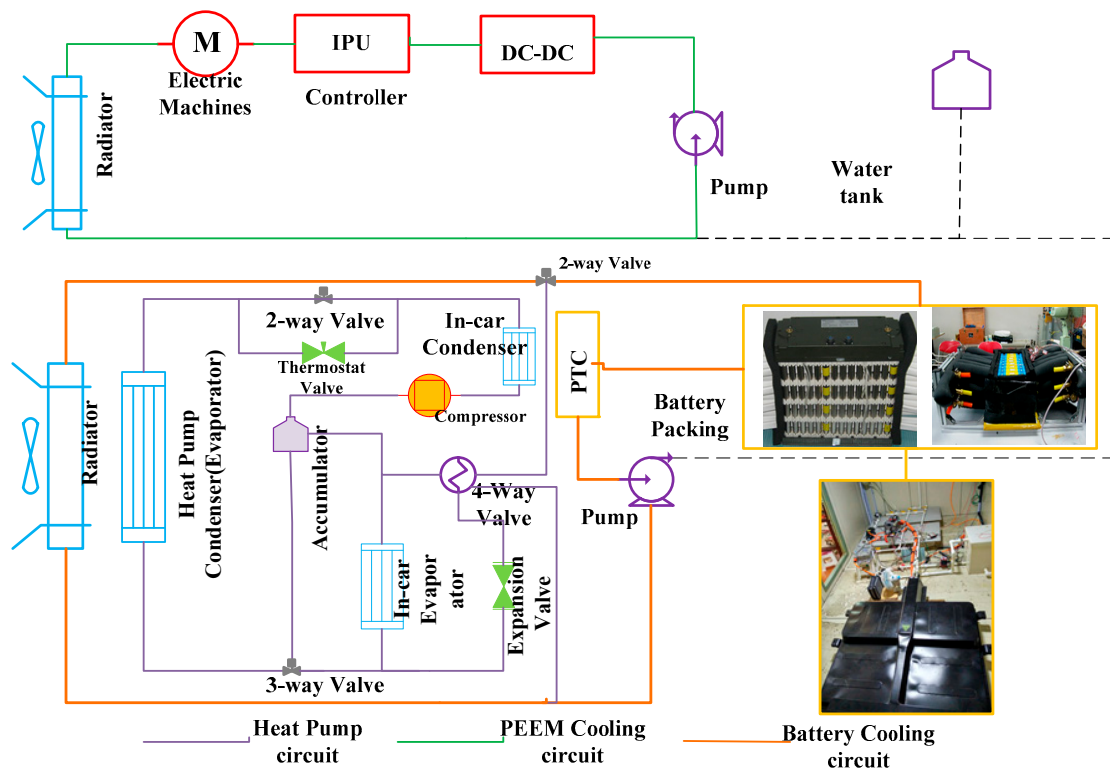 M
IPU
DC-DC
Electric
Machines
Controller
Radiator
Pump
Water
tank
2-way Valve
2-way Valve
In-car
Condenser
Thermostat
Valve
Compressor
PTC
Battery
Packing
Radiator
Heat Pump
Condenser(Evaporator)
Accumulator
4-Way
Valve
Pump
In-car
Evapor
ator
Expansion
Valve
3-way Valve
Heat Pump
circuit
PEEM Cooling
circuit
Battery Cooling
circuit